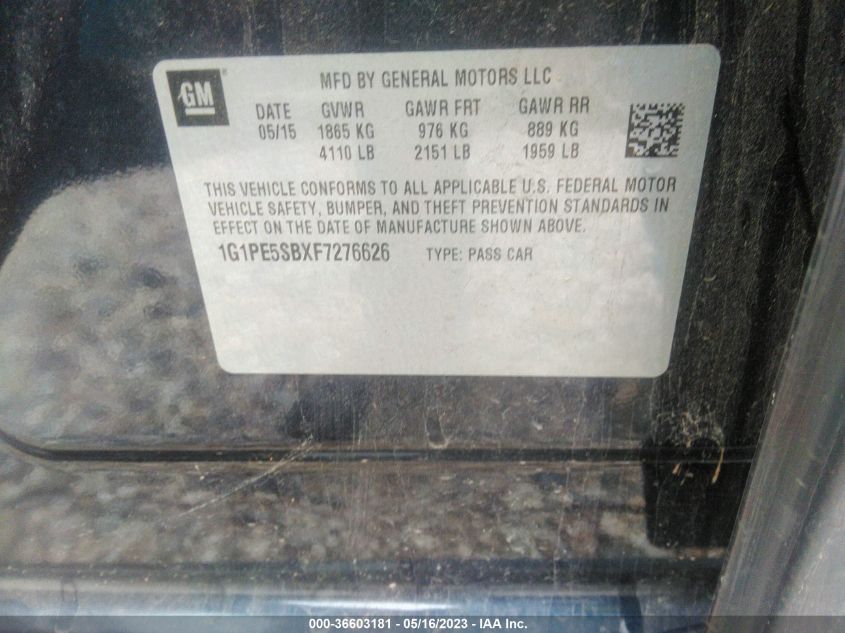 GM
MFD BY GENERAL MOTORS LLC
DATE GVWR GAWR FRT GAWR RR
05/15 1865 KG 976 KG 889 KG
4110 LB 2151 LB 1959 LB
THIS VEHICLE CONFORMS TO ALL APPLICABLE U.S. FEDERAL MOTOR
VEHICLE SAFETY, BUMPER, AND THEFT PREVENTION STANDARDS IN
EFFECT ON THE DATE OF MANUFACTURE SHOWN ABOVE.
1G1PE5SBXF7276626 TYPE: PASS CAR
000-36603181 - 05/16/2023 - IAA Inc.